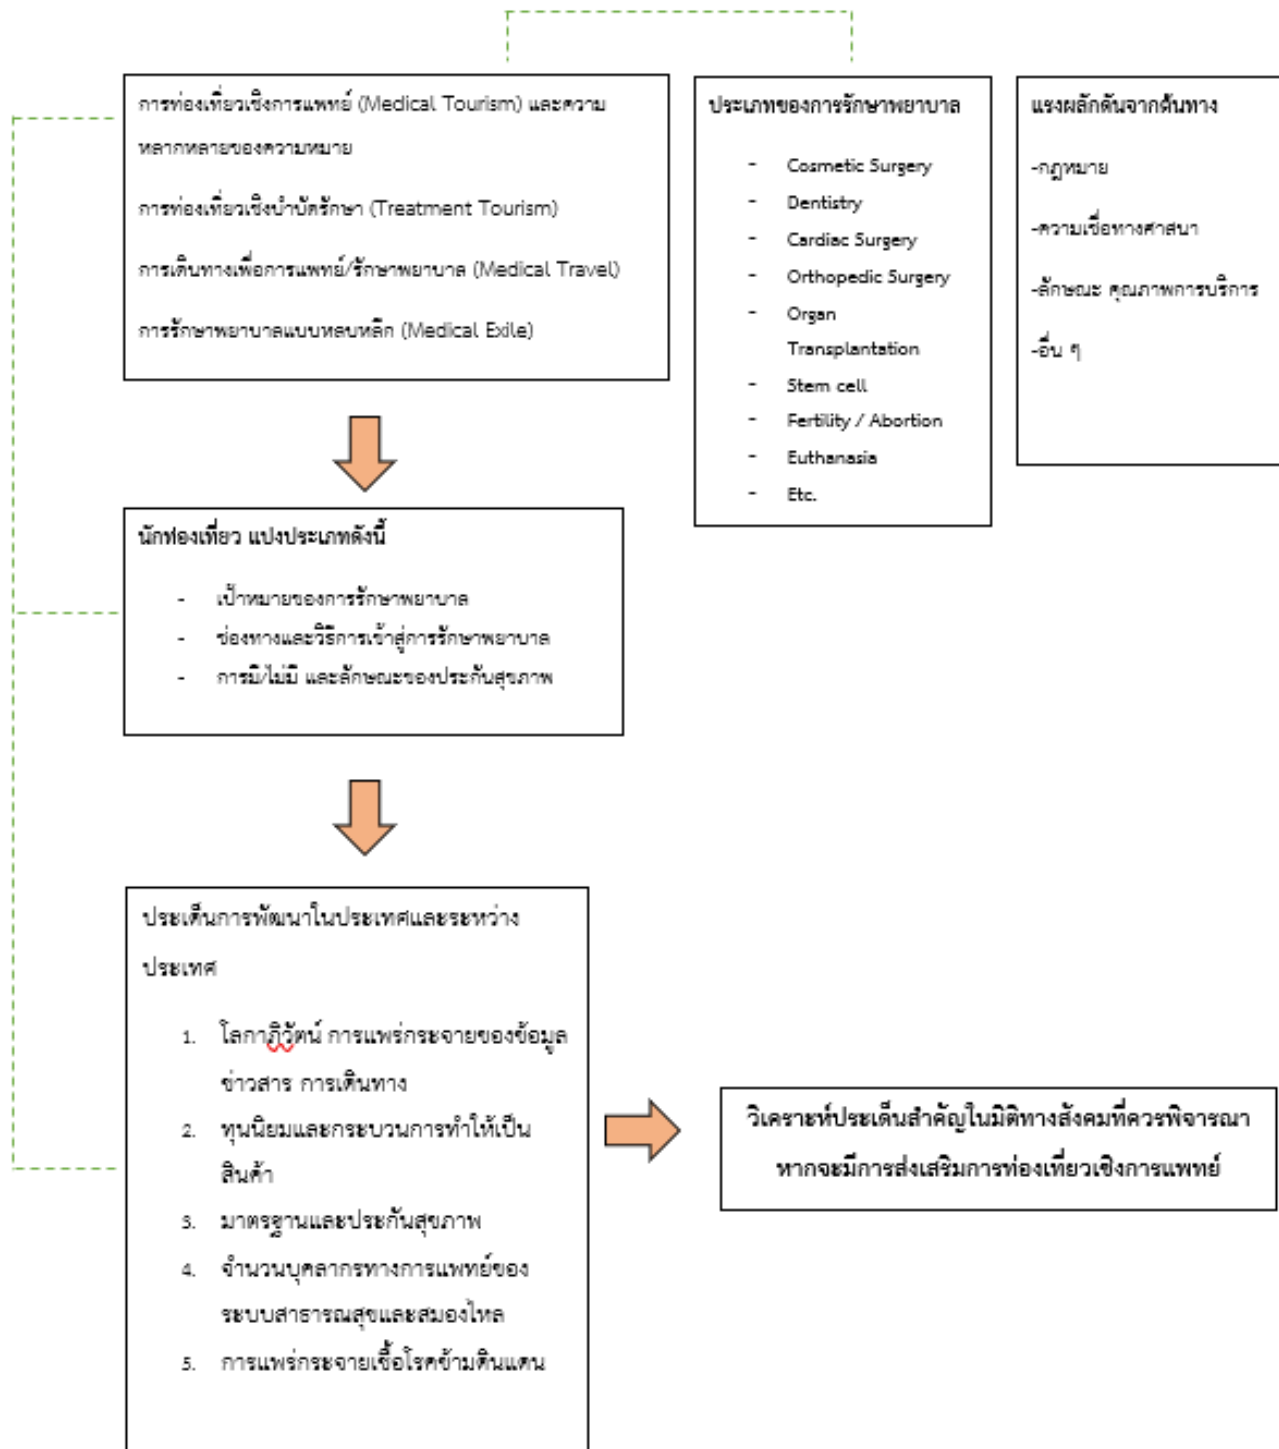 การท่องเที่ยวเชิงการแพทย์ (Medical Tourism) และความ
หลากหลายของความหมาย
การท่องเที่ยวเชิงบำบัดรักษา (Treatment Tourism)
การเดินทางเพื่อการแพทย์/รักษาพยาบาล (Medical Travel)
การรักษาพยาบาลแบบหลบหลีก (Medical Exile)
ประเภทของการรักษาพยาบาล
- Cosmetic Surgery
- Dentistry
- Cardiac Surgery
- Orthopedic Surgery
- Organ
Transplantation
- Stem cell
- Fertility / Abortion
- Euthanasia
- Etc.
แรงผลักดันจากต้นทาง
-กฎหมาย
-ความเชื่อทางศาสนา
-ลักษณะ คุณภาพการบริการ
-อื่น ๆ
นักท่องเที่ยว แบ่งประเภทดังนี้
- เป้าหมายของการรักษาพยาบาล
- ช่องทางและวิธีการเข้าสู่การรักษาพยาบาล
- การมี/ไม่มี และลักษณะของประกันสุขภาพ
ประเด็นการพัฒนาในประเทศและระหว่าง
ประเทศ
1. โลกาภิวัตน์ การแพร่กระจายของข้อมูล
ข่าวสาร การเดินทาง
2. ทุนนิยมและกระบวนการทำให้เป็น
สินค้า
3. มาตรฐานและประกันสุขภาพ
4. จำนวนบุคลากรทางการแพทย์ของ
ระบบสาธารณสุขและสมองไหล
5. การแพร่กระจายเชื้อโรคข้ามดินแดน
วิเคราะห์ประเด็นสำคัญในมิติทางสังคมที่ควรพิจารณา
หากจะมีการส่งเสริมการท่องเที่ยวเชิงการแพทย์